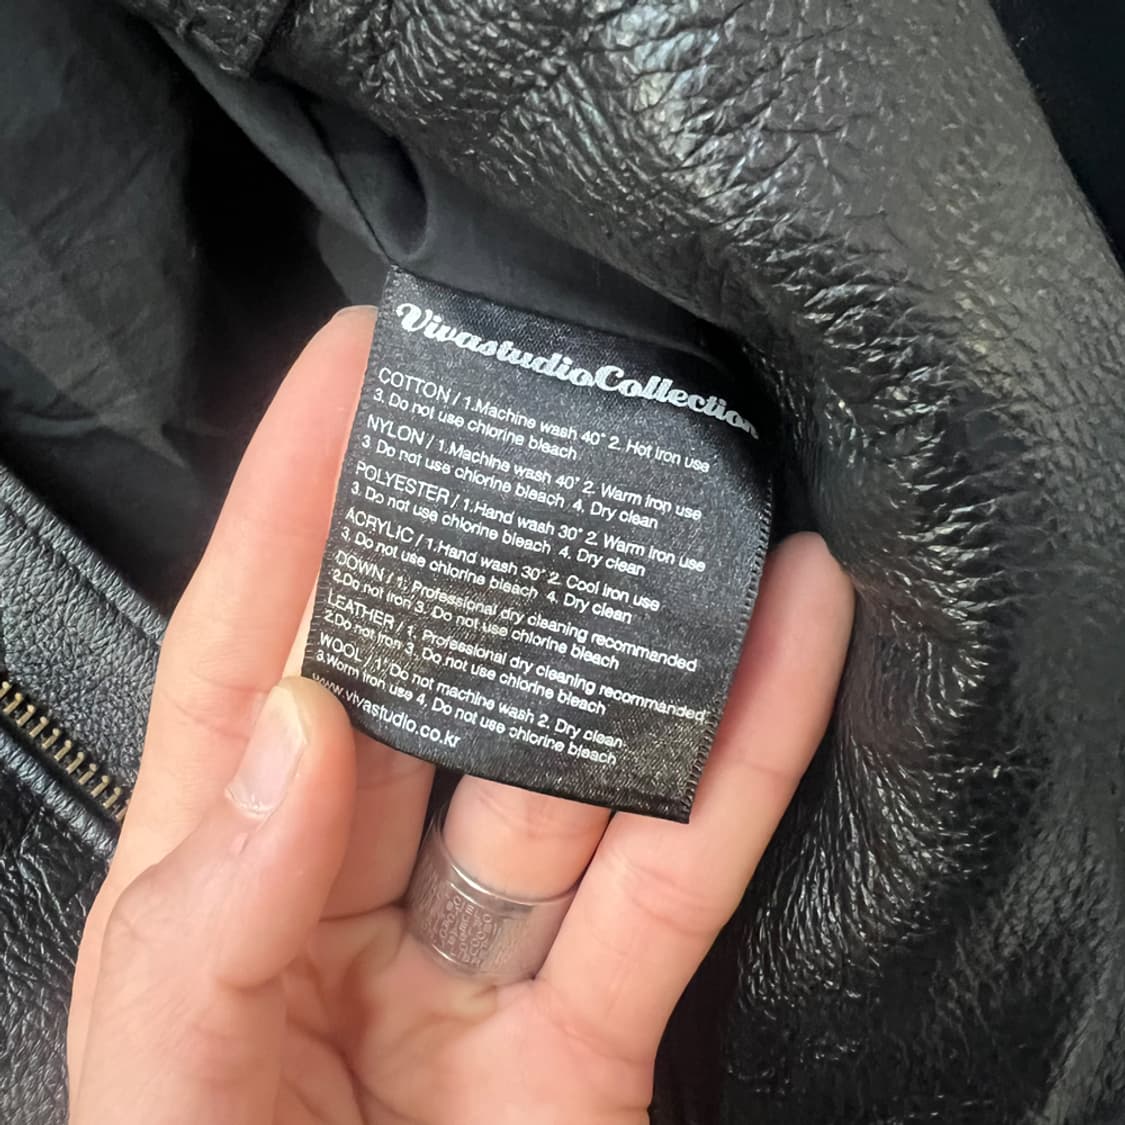 VivastudioCollection
COTTON / 1.Machine wash 40° 2. Hot iron use
3. Do not use chlorine bleach
NYLON / 1.Machine wash 40° 2. Warm iron use
3 Do not use chlorine bleach 4. Dry clean
POLYESTER / 1.Hand wash 30° 2. Warm iron use
3. Do not use chlorine bleach 4. Dry clean
ACRYLIC / 1.Hand wash 30° 2. Cool iron use
3. Do not use chlorine bleach 4. Dry clean
DOWN / 1. Professional dry cleaning recommended
2.Do not iron 3. Do not use chlorine bleach
LEATHER / 1. Professional dry cleaning recommended
2.Do not iron 3, Do not use chlorine bleach
WOOL / 1. Do not machine wash 2. Dry clean
3.Worm iron use 4, Do not use chlorine bleach
www.vivastudio.co.kr